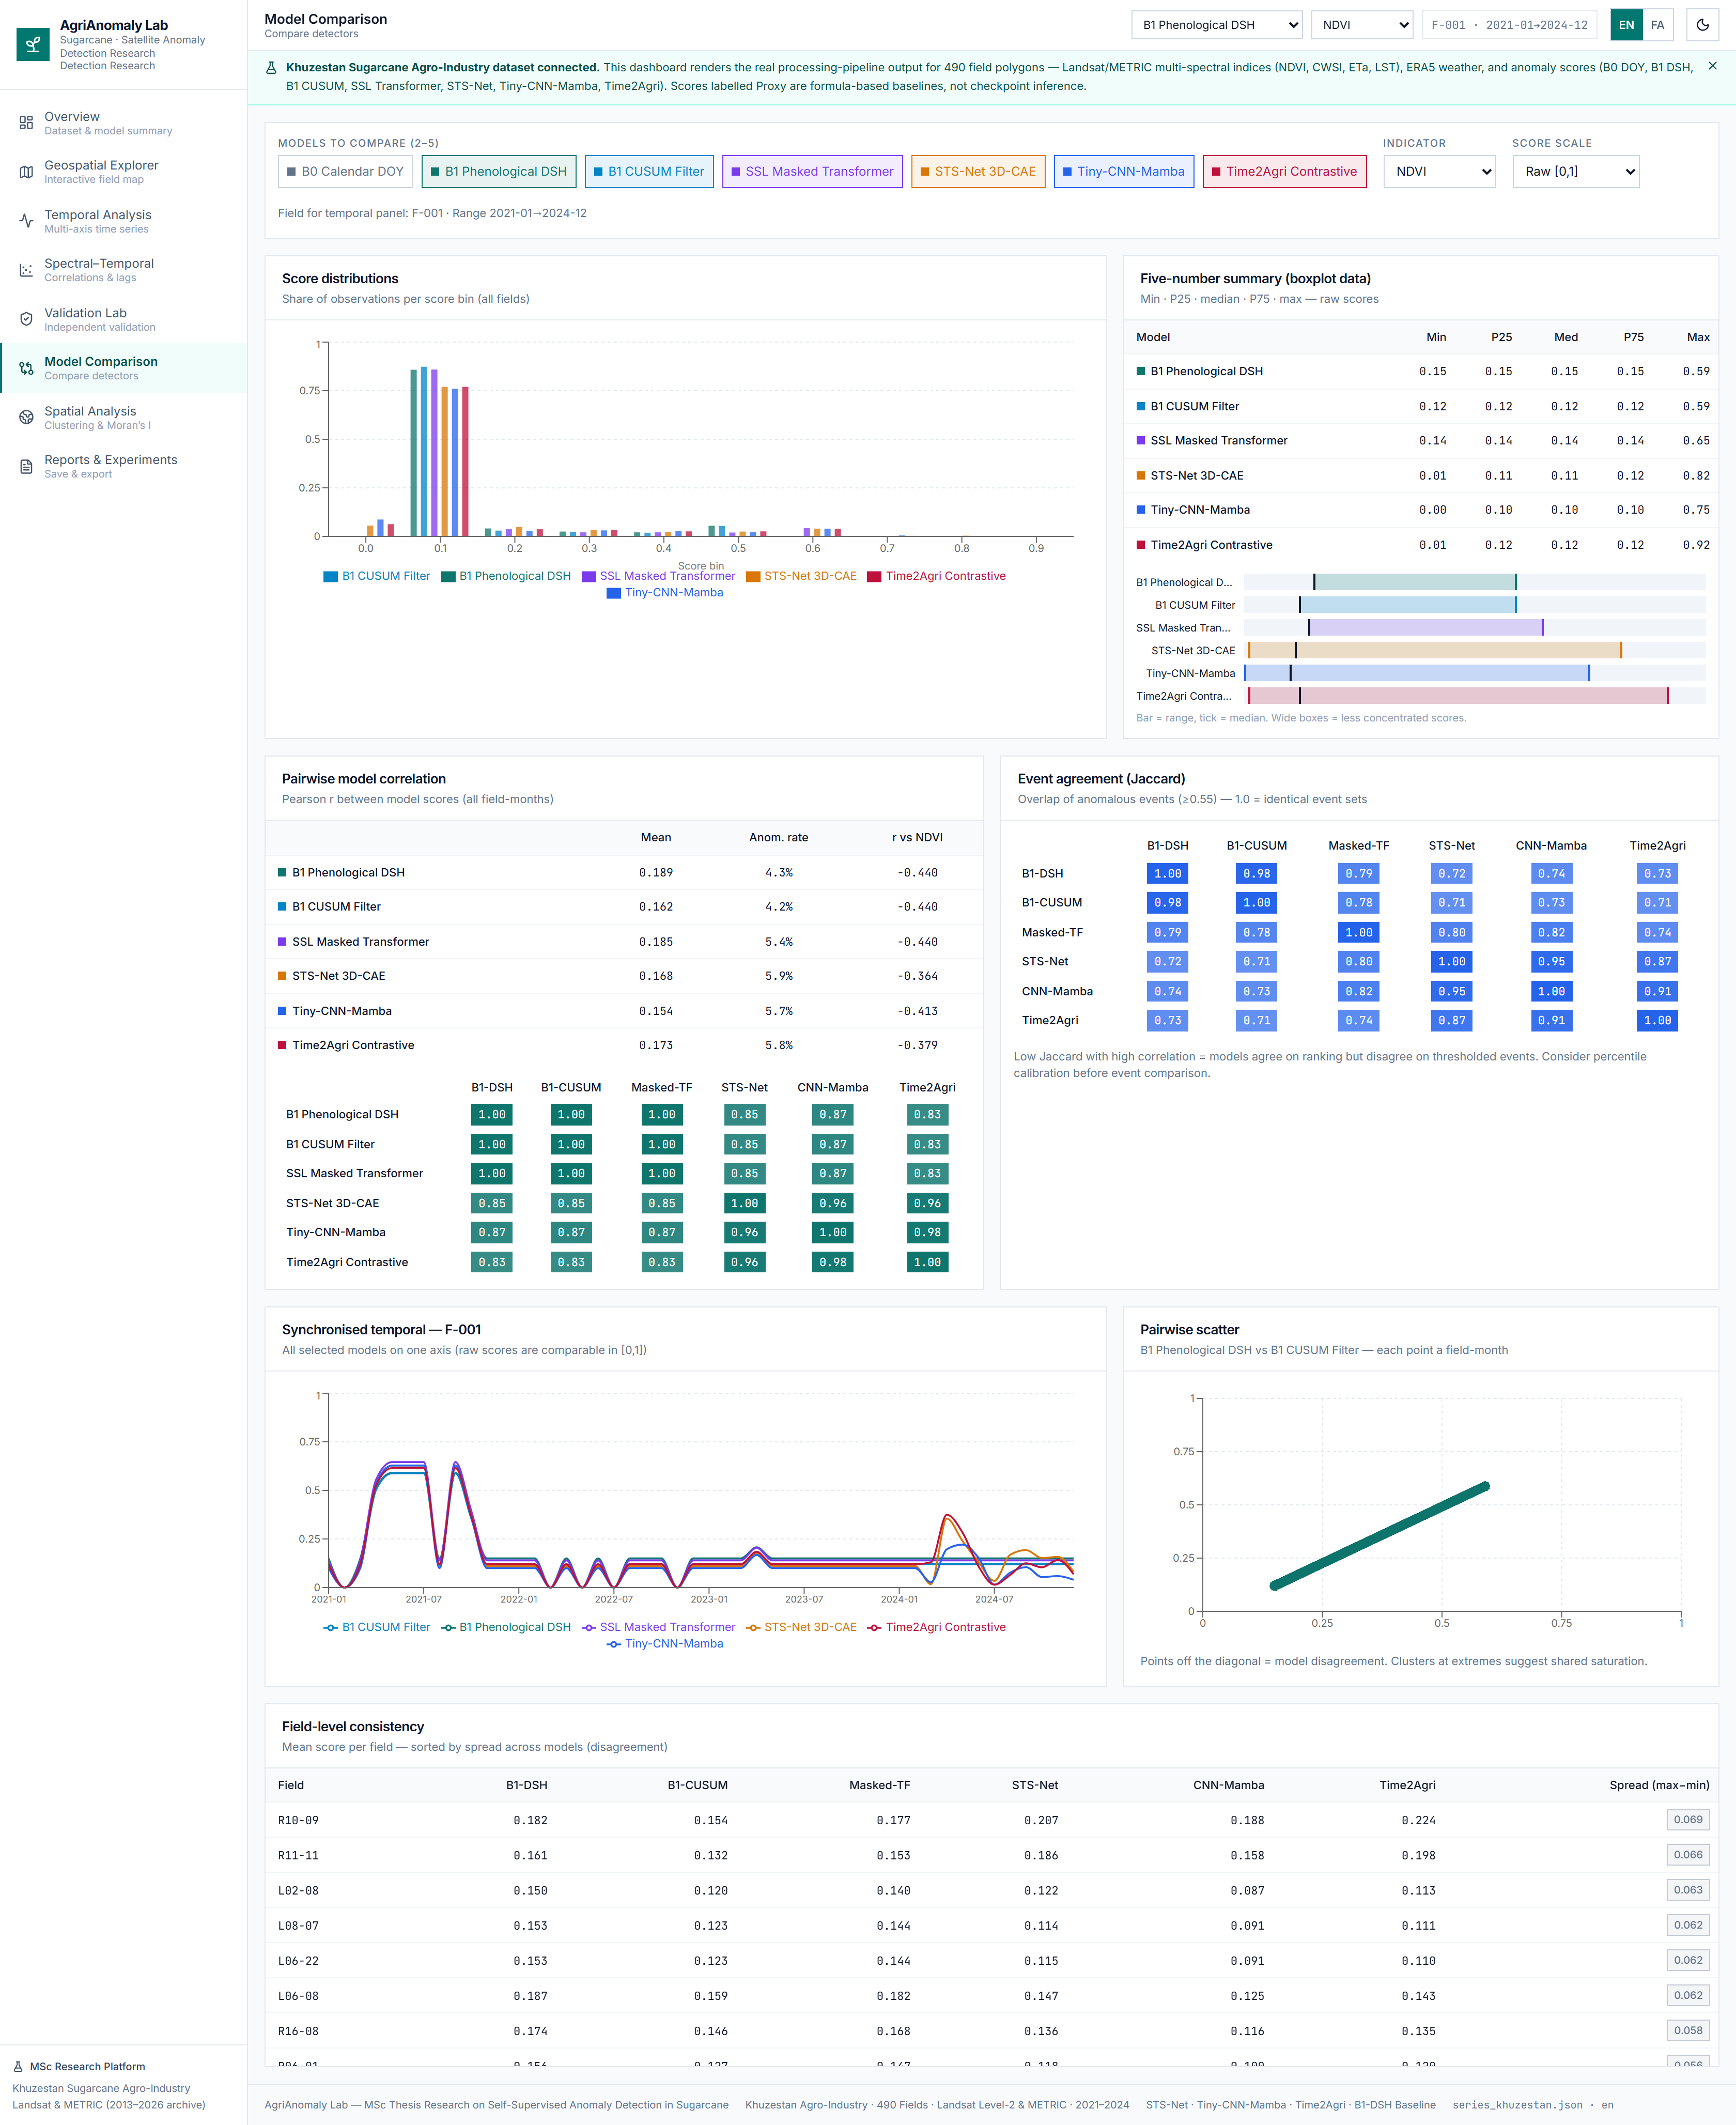 AgriAnomaly Lab
Sugarcane · Satellite Anomaly
Detection Research
Detection Research
Overview
Dataset & model summary
Geospatial Explorer
Interactive field map
Temporal Analysis
Multi-axis time series
Spectral–Temporal
Correlations & lags
Validation Lab
Independent validation
Model Comparison
Compare detectors
Spatial Analysis
Clustering & Moran's I
Reports & Experiments
Save & export
MSc Research Platform
Khuzestan Sugarcane Agro-Industry
Landsat & METRIC (2013–2026 archive)
Model Comparison
Compare detectors
B1 Phenological DSH
NDVI
F-001 · 2021-01→2024-12
EN FA
Khuzestan Sugarcane Agro-Industry dataset connected. This dashboard renders the real processing-pipeline output for 490 field polygons — Landsat/METRIC multi-spectral indices (NDVI, CWSI, ETa, LST), ERA5 weather, and anomaly scores (B0 DOY, B1 DSH,
B1 CUSUM, SSL Transformer, STS-Net, Tiny-CNN-Mamba, Time2Agri). Scores labelled Proxy are formula-based baselines, not checkpoint inference.
MODELS TO COMPARE (2–5) INDICATOR SCORE SCALE
B0 Calendar DOY B1 Phenological DSH B1 CUSUM Filter SSL Masked Transformer STS-Net 3D-CAE Tiny-CNN-Mamba Time2Agri Contrastive NDVI Raw [0,1]
Field for temporal panel: F-001 · Range 2021-01→2024-12
Score distributions
Share of observations per score bin (all fields)
1
0.75
0.5
0.25
0
0.0 0.1 0.2 0.3 0.4 0.5 0.6 0.7 0.8 0.9
Score bin
B1 CUSUM Filter B1 Phenological DSH SSL Masked Transformer STS-Net 3D-CAE Time2Agri Contrastive
Tiny-CNN-Mamba
Five-number summary (boxplot data)
Min · P25 · median · P75 · max — raw scores
Model Min P25 Med P75 Max
B1 Phenological DSH 0.15 0.15 0.15 0.15 0.59
B1 CUSUM Filter 0.12 0.12 0.12 0.12 0.59
SSL Masked Transformer 0.14 0.14 0.14 0.14 0.65
STS-Net 3D-CAE 0.01 0.11 0.11 0.12 0.82
Tiny-CNN-Mamba 0.00 0.10 0.10 0.10 0.75
Time2Agri Contrastive 0.01 0.12 0.12 0.12 0.92
B1 Phenological D...
B1 CUSUM Filter
SSL Masked Tran...
STS-Net 3D-CAE
Tiny-CNN-Mamba
Time2Agri Contra...
Bar = range, tick = median. Wide boxes = less concentrated scores.
Pairwise model correlation
Pearson r between model scores (all field-months)
Mean Anom. rate r vs NDVI
B1 Phenological DSH 0.189 4.3% -0.440
B1 CUSUM Filter 0.162 4.2% -0.440
SSL Masked Transformer 0.185 5.4% -0.440
STS-Net 3D-CAE 0.168 5.9% -0.364
Tiny-CNN-Mamba 0.154 5.7% -0.413
Time2Agri Contrastive 0.173 5.8% -0.379
B1-DSH B1-CUSUM Masked-TF STS-Net CNN-Mamba Time2Agri
B1 Phenological DSH 1.00 1.00 1.00 0.85 0.87 0.83
B1 CUSUM Filter 1.00 1.00 1.00 0.85 0.87 0.83
SSL Masked Transformer 1.00 1.00 1.00 0.85 0.87 0.83
STS-Net 3D-CAE 0.85 0.85 0.85 1.00 0.96 0.96
Tiny-CNN-Mamba 0.87 0.87 0.87 0.96 1.00 0.98
Time2Agri Contrastive 0.83 0.83 0.83 0.96 0.98 1.00
Event agreement (Jaccard)
Overlap of anomalous events (≥0.55) — 1.0 = identical event sets
B1-DSH B1-CUSUM Masked-TF STS-Net CNN-Mamba Time2Agri
B1-DSH 1.00 0.98 0.79 0.72 0.74 0.73
B1-CUSUM 0.98 1.00 0.78 0.71 0.73 0.71
Masked-TF 0.79 0.78 1.00 0.80 0.82 0.74
STS-Net 0.72 0.71 0.80 1.00 0.95 0.87
CNN-Mamba 0.74 0.73 0.82 0.95 1.00 0.91
Time2Agri 0.73 0.71 0.74 0.87 0.91 1.00
Low Jaccard with high correlation = models agree on ranking but disagree on thresholded events. Consider percentile
calibration before event comparison.
Synchronised temporal — F-001
All selected models on one axis (raw scores are comparable in [0,1])
1
0.75
0.5
0.25
0
2021-01 2021-07 2022-01 2022-07 2023-01 2023-07 2024-01 2024-07
B1 CUSUM Filter B1 Phenological DSH SSL Masked Transformer STS-Net 3D-CAE Time2Agri Contrastive
Tiny-CNN-Mamba
Pairwise scatter
B1 Phenological DSH vs B1 CUSUM Filter — each point a field-month
1
0.75
0.5
0.25
0
0 0.25 0.5 0.75 1
Points off the diagonal = model disagreement. Clusters at extremes suggest shared saturation.
Field-level consistency
Mean score per field — sorted by spread across models (disagreement)
Field B1-DSH B1-CUSUM Masked-TF STS-Net CNN-Mamba Time2Agri Spread (max−min)
R10-09 0.182 0.154 0.177 0.207 0.188 0.224 0.069
R11-11 0.161 0.132 0.153 0.186 0.158 0.198 0.066
L02-08 0.150 0.120 0.140 0.122 0.087 0.113 0.063
L08-07 0.153 0.123 0.144 0.114 0.091 0.111 0.062
L06-22 0.153 0.123 0.144 0.115 0.091 0.110 0.062
L06-08 0.187 0.159 0.182 0.147 0.125 0.143 0.062
R16-08 0.174 0.146 0.168 0.136 0.116 0.135 0.058
AgriAnomaly Lab — MSc Thesis Research on Self-Supervised Anomaly Detection in Sugarcane Khuzestan Agro-Industry · 490 Fields · Landsat Level-2 & METRIC · 2021–2024 STS-Net · Tiny-CNN-Mamba · Time2Agri · B1-DSH Baseline series_khuzestan.json · en